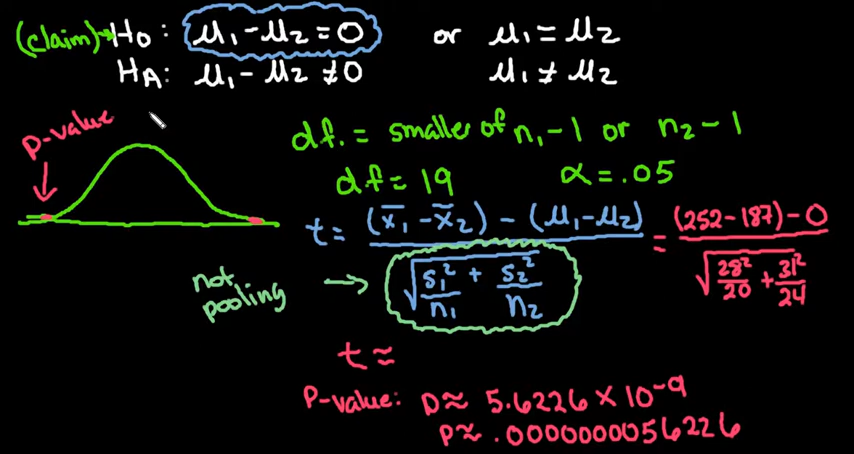 (claim)→ H₀: μ₁ − μ₂ = 0 or μ₁ = μ₂
H_A: μ₁ − μ₂ ≠ 0 μ₁ ≠ μ₂
p-value
d.f. = smaller of n₁ − 1 or n₂ − 1
df = 19 α = .05
t = ((x̄₁ − x̄₂) − (μ₁ − μ₂)) / √(s₁²/n₁ + s₂²/n₂) = ((252 − 187) − 0) / √(28²/20 + 31²/24)
not
pooling →
t ≈
P-value: p ≈ 5.6226 × 10⁻⁹
p ≈ .0000000056226